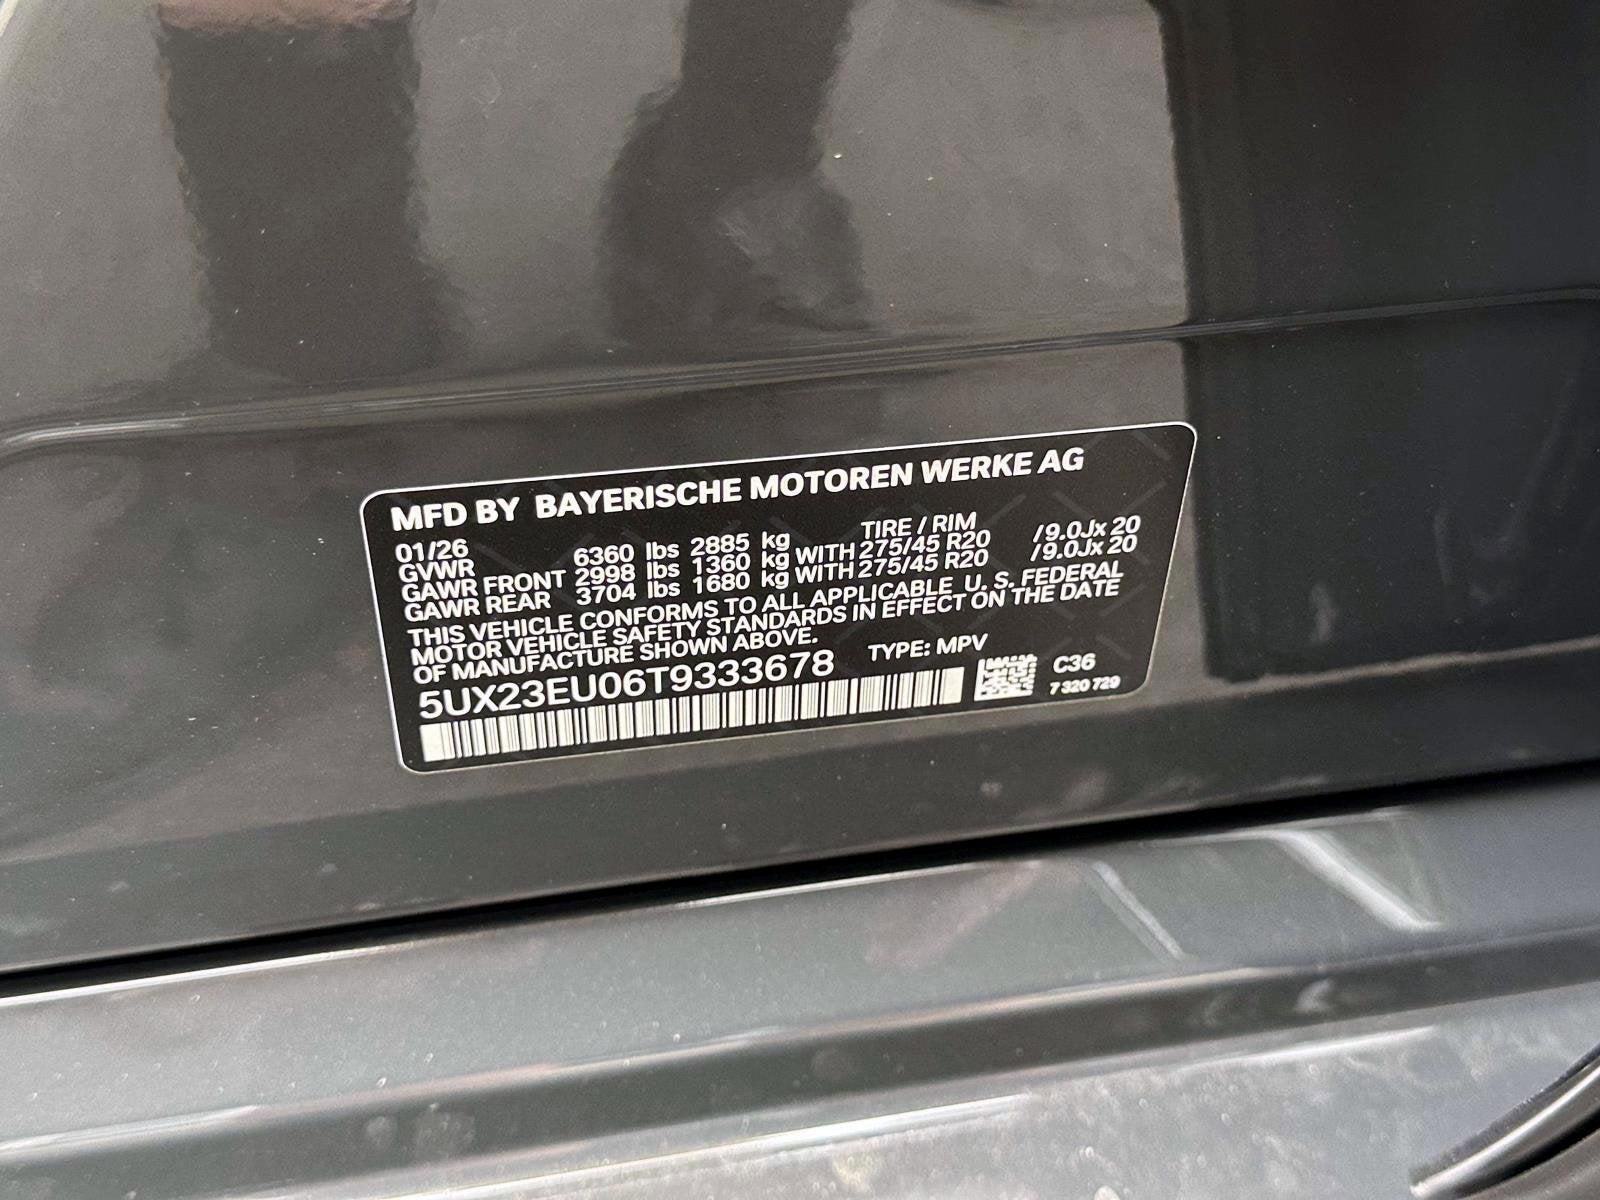 MFD BY BAYERISCHE MOTOREN WERKE AG
01/26 TIRE / RIM
GVWR 6360 lbs 2885 kg
GAWR FRONT 2998 lbs 1360 kg WITH 275/45 R20 /9.0Jx 20
GAWR REAR 3704 lbs 1680 kg WITH 275/45 R20 /9.0Jx 20
THIS VEHICLE CONFORMS TO ALL APPLICABLE U. S. FEDERAL
MOTOR VEHICLE SAFETY STANDARDS IN EFFECT ON THE DATE
OF MANUFACTURE SHOWN ABOVE.
5UX23EU06T9333678 TYPE: MPV
C36
7 320 729